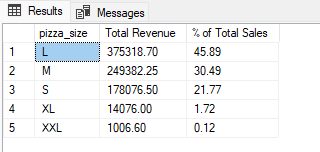 Results Messages
pizza_size Total Revenue % of Total Sales
1 L 375318.70 45.89
2 M 249382.25 30.49
3 S 178076.50 21.77
4 XL 14076.00 1.72
5 XXL 1006.60 0.12